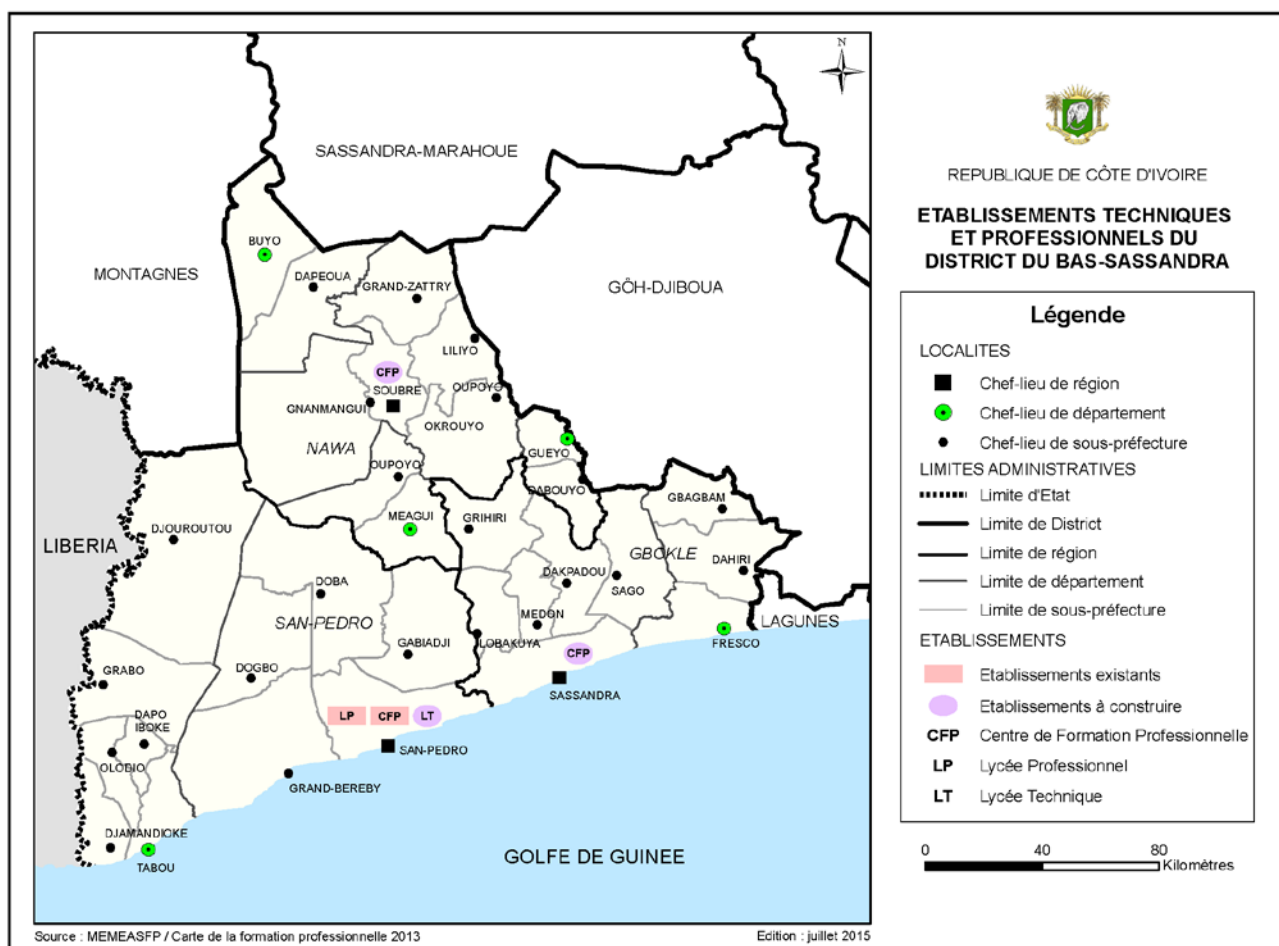 N
SASSANDRA-MARAHOUE
MONTAGNES
GÔH-DJIBOUA
LIBERIA
LAGUNES
GOLFE DE GUINEE
BUYO
DAPEOUA
GRAND-ZATTRY
LILIYO
CFP
SOUBRE
OUPOYO
GNANMANGUI
OKROUYO
NAWA
GUEYO
OUPOYO
DABOUYO
GBAGBAM
MEAGUI
GRIHIRI
DJOUROUTOU
GBOKLE
DAHIRI
DAKPADOU
SAGO
DOBA
MEDON
SAN-PEDRO
GABIADJI
LOBAKUYA
CFP
FRESCO
GRABO
DOGBO
SASSANDRA
LP
CFP
LT
DAPO
IBOKE
OLODIO
SAN-PEDRO
GRAND-BEREBY
DJAMANDIOKE
TABOU
REPUBLIQUE DE CÔTE D'IVOIRE
ETABLISSEMENTS TECHNIQUES
ET PROFESSIONNELS DU
DISTRICT DU BAS-SASSANDRA
Légende
LOCALITES
Chef-lieu de région
Chef-lieu de département
Chef-lieu de sous-préfecture
LIMITES ADMINISTRATIVES
Limite d'Etat
Limite de District
Limite de région
Limite de département
Limite de sous-préfecture
ETABLISSEMENTS
Etablissements existants
Etablissements à construire
CFP Centre de Formation Professionnelle
LP Lycée Professionnel
LT Lycée Technique
0 40 80
Kilomètres
Source : MEMEASFP / Carte de la formation professionnelle 2013
Edition : juillet 2015